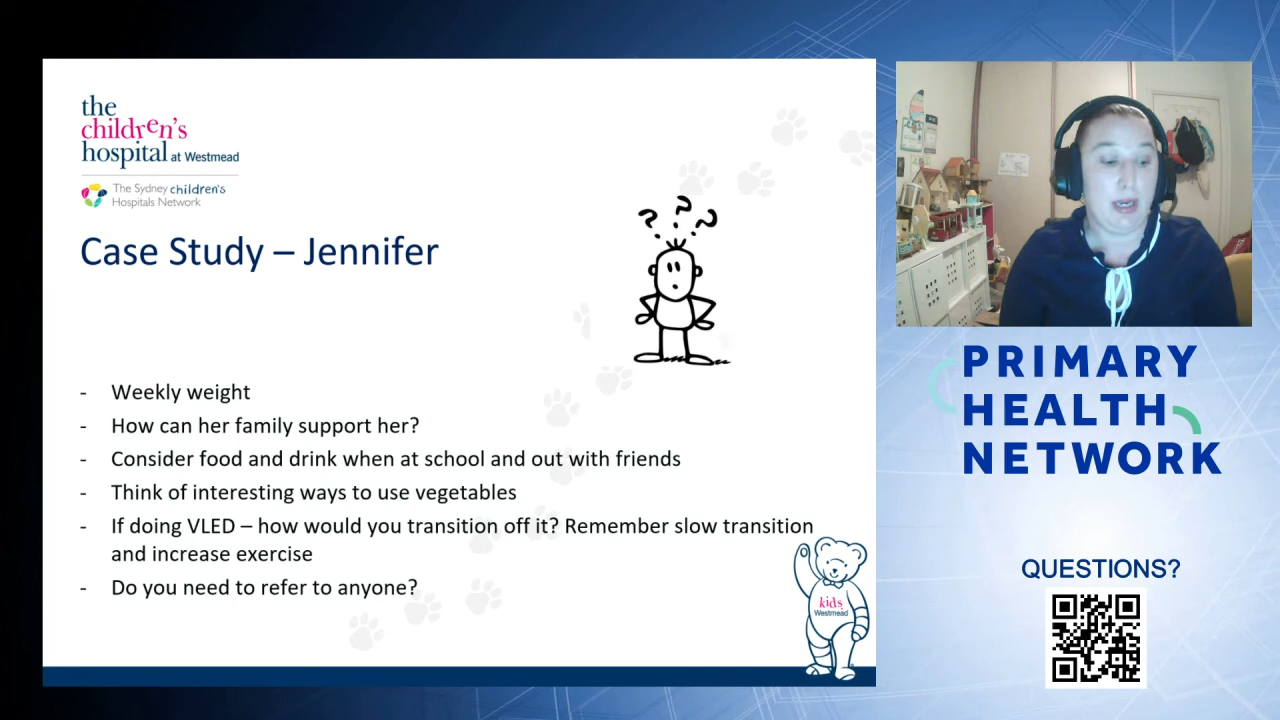 the
children's
hospital at Westmead
The Sydney children's
Hospitals Network
Case Study – Jennifer
? ? ?
- Weekly weight
- How can her family support her?
- Consider food and drink when at school and out with friends
- Think of interesting ways to use vegetables
- If doing VLED – how would you transition off it? Remember slow transition
and increase exercise
- Do you need to refer to anyone?
kids
Westmead
PRIMARY
HEALTH
NETWORK
QUESTIONS?